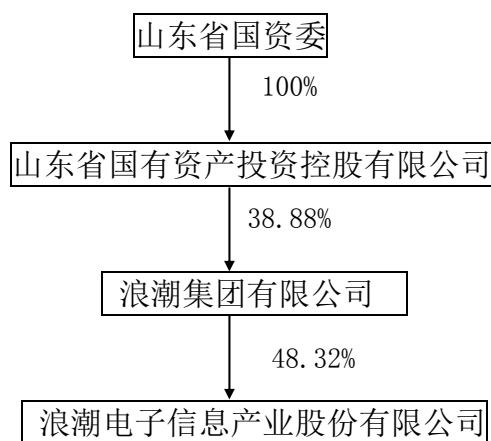 山东省国资委
100%
山东省国有资产投资控股有限公司
38.88%
浪潮集团有限公司
48.32%
浪潮电子信息产业股份有限公司